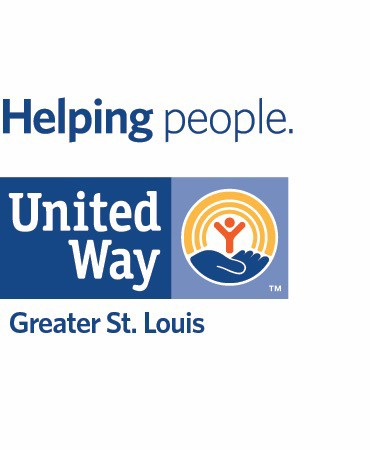 Helping people.
United
Way
TM
Greater St. Louis